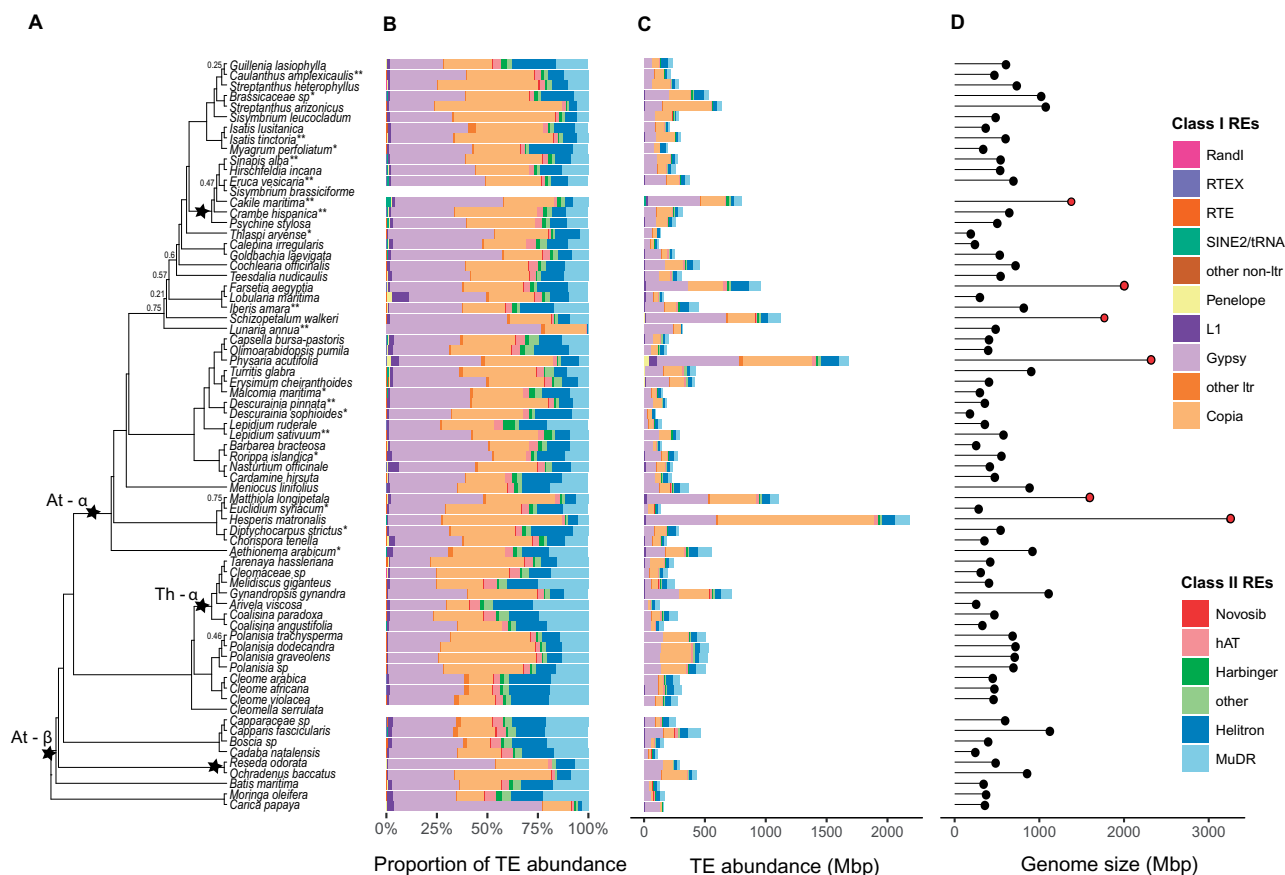 A
B
C
D
Guillenia lasiophylla
Caulanthus amplexicaulis**
Streptanthus heterophyllus
Brassicaceae sp*
Streptanthus arizonicus
Sisymbrium leucocladum
Isatis lusitanica
Isatis tinctoria**
Myagrum perfoliatum*
Sinapis alba**
Hirschfeldia incana
Eruca vesicaria**
Sisymbrium brassiciforme
Cakile maritima**
Crambe hispanica**
Psychine stylosa
Thlaspi arvense*
Calepina irregularis
Goldbachia laevigata
Cochlearia officinalis
Teesdalia nudicaulis
Farsetia aegyptia
Lobularia maritima
Iberis amara**
Schizopetalum walkeri
Lunaria annua**
Capsella bursa-pastoris
Olimoarabidopsis pumila
Physaria acutifolia
Turritis glabra
Erysimum cheiranthoides
Malcomia maritima
Descurainia pinnata**
Descurainia sophioides*
Lepidium ruderale
Lepidium sativuum**
Barbarea bracteosa
Rorippa islandica*
Nasturtium officinale
Cardamine hirsuta
Meniocus linifolius
Matthiola longipetala
Euclidium syriacum*
Hesperis matronalis
Diptychocarpus strictus*
Chorispora tenella
Aethionema arabicum*
Tarenaya hassleriana
Cleomaceae sp
Melidiscus giganteus
Gynandropsis gynandra
Arivela viscosa
Coalisina paradoxa
Coalisina angustifolia
Polanisia trachysperma
Polanisia dodecandra
Polanisia graveolens
Polanisia sp
Cleome arabica
Cleome africana
Cleome violacea
Cleomella serrulata
Capparaceae sp
Capparis fascicularis
Boscia sp
Cadaba natalensis
Reseda odorata
Ochradenus baccatus
Batis maritima
Moringa oleifera
Carica papaya
0.25
0.47
0.6
0.57
0.21
0.75
0.75
0.46
At - α
Th - α
At - β
0% 25% 50% 75% 100%
Proportion of TE abundance
0 500 1000 1500 2000
TE abundance (Mbp)
0 1000 2000 3000
Genome size (Mbp)
Class I REs
RandI
RTEX
RTE
SINE2/tRNA
other non-ltr
Penelope
L1
Gypsy
other ltr
Copia
Class II REs
Novosib
hAT
Harbinger
other
Helitron
MuDR